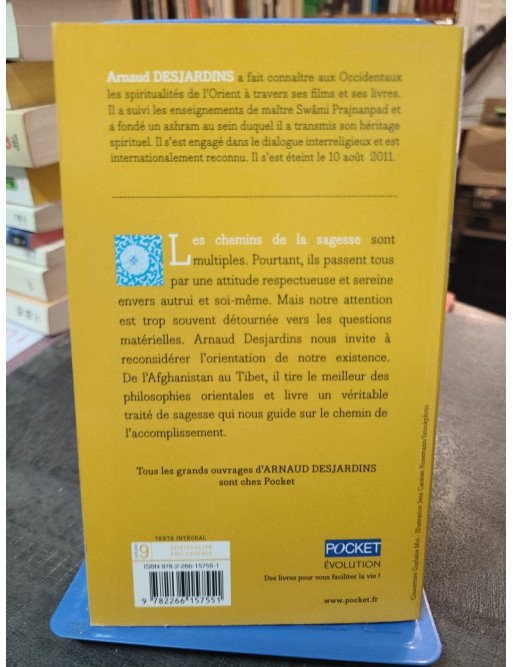 Arnaud DESJARDINS a fait connaître aux Occidentaux
les spiritualités de l'Orient à travers ses films et ses livres.
Il a suivi les enseignements de maître Swâmi Prajnanpad et
a fondé un ashram au sein duquel il a transmis son héritage
spirituel. Il s'est engagé dans le dialogue interreligieux et est
internationalement reconnu. Il s'est éteint le 10 août 2011.
Les chemins de la sagesse sont
multiples. Pourtant, ils passent tous
par une attitude respectueuse et sereine
envers autrui et soi-même. Mais notre attention
est trop souvent détournée vers les questions
matérielles. Arnaud Desjardins nous invite à
reconsidérer l'orientation de notre existence.
De l'Afghanistan au Tibet, il tire le meilleur des
philosophies orientales et livre un véritable
traité de sagesse qui nous guide sur le chemin de
l'accomplissement.
Tous les grands ouvrages d'ARNAUD DESJARDINS
sont chez Pocket
TEXTE INTÉGRAL
9
SPIRITUALITÉ
PHILOSOPHIE
ISBN 978-2-266-15755-1
9 782266 157551
POCKET
ÉVOLUTION
Des livres pour vous faciliter la vie !
www.pocket.fr